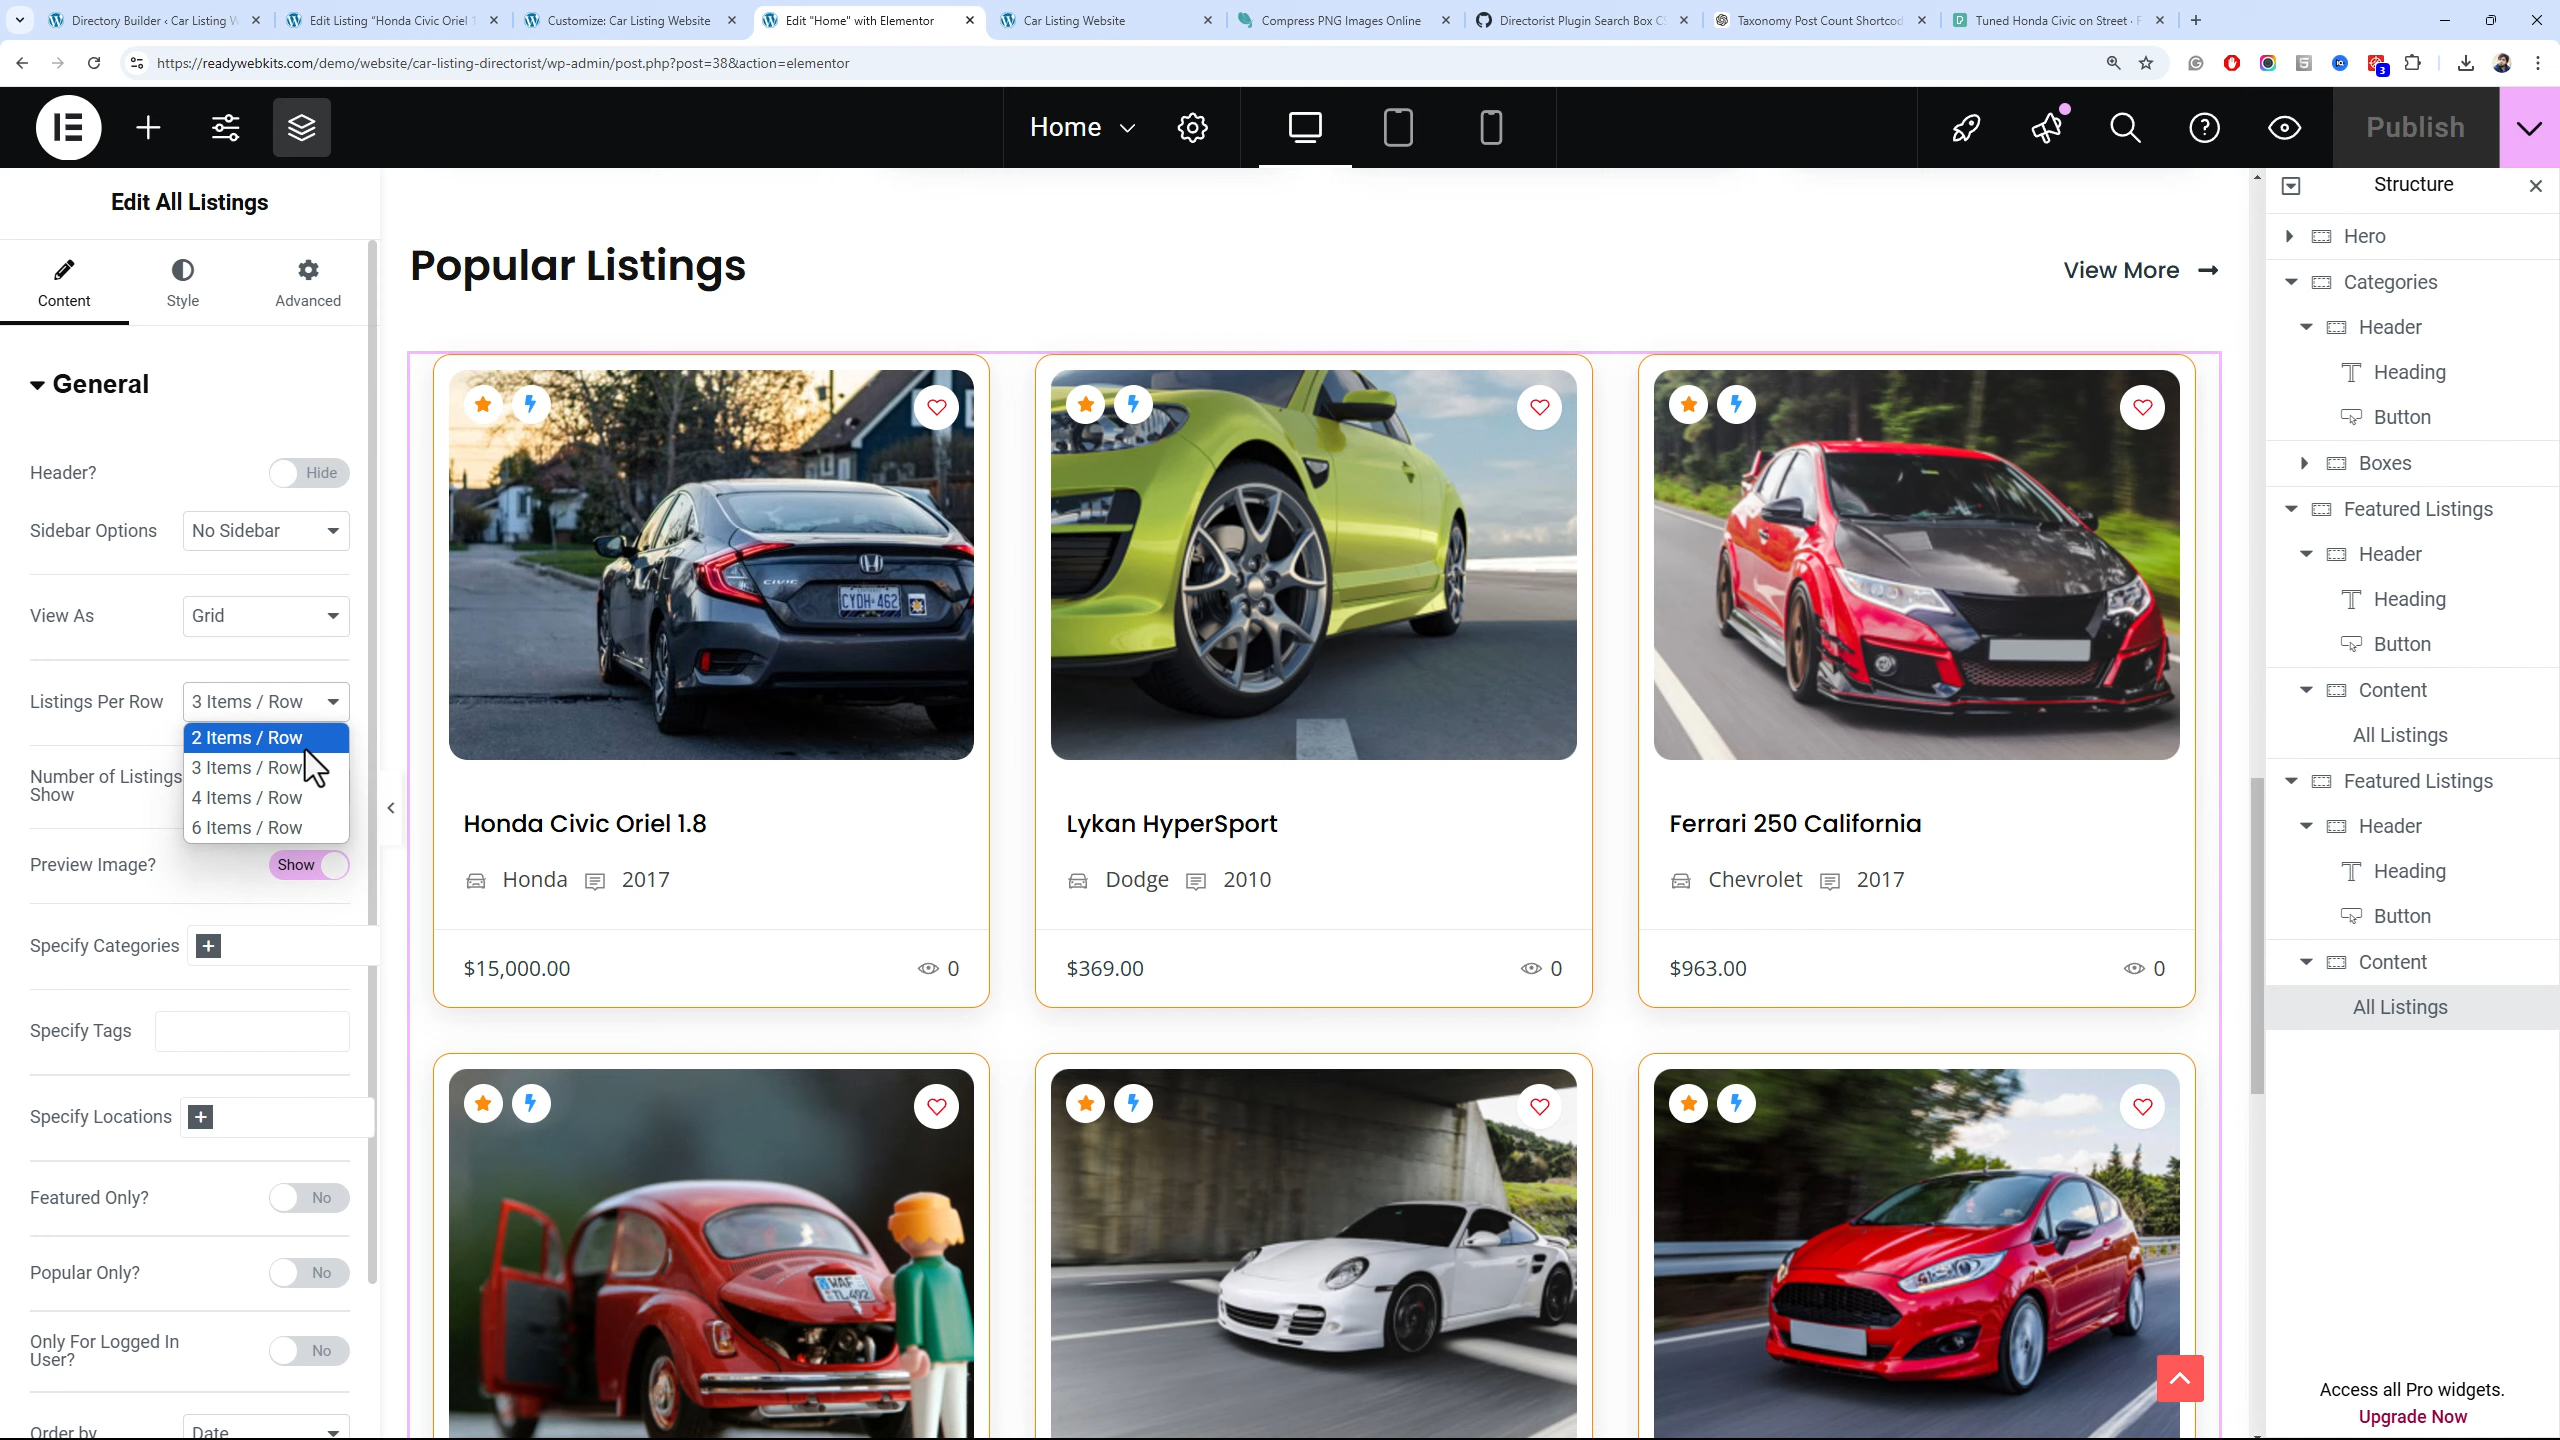 Directory Builder ‹ Car Listing W
Edit Listing "Honda Civic Oriel 1
Customize: Car Listing Website
Edit "Home" with Elementor
Car Listing Website
Compress PNG Images Online
Directorist Plugin Search Box CS
Taxonomy Post Count Shortcod
Tuned Honda Civic on Street · F
https://readywebkits.com/demo/website/car-listing-directorist/wp-admin/post.php?post=38&action=elementor
3
Home
Publish
Edit All Listings
Content
Style
Advanced
General
Header?
Hide
Sidebar Options
No Sidebar
View As
Grid
Listings Per Row
3 Items / Row
2 Items / Row
3 Items / Row
4 Items / Row
6 Items / Row
Number of Listings
Show
Preview Image?
Show
Specify Categories
Specify Tags
Specify Locations
Featured Only?
No
Popular Only?
No
Only For Logged In
User?
No
Order by
Date
Popular Listings
View More
CIVIC
CYDH·462
Honda Civic Oriel 1.8
Honda 2017
$15,000.00
0
Lykan HyperSport
Dodge 2010
$369.00
0
Ferrari 250 California
Chevrolet 2017
$963.00
0
WAF
TL492
Structure
Hero
Categories
Header
Heading
Button
Boxes
Featured Listings
Header
Heading
Button
Content
All Listings
Featured Listings
Header
Heading
Button
Content
All Listings
Access all Pro widgets.
Upgrade Now